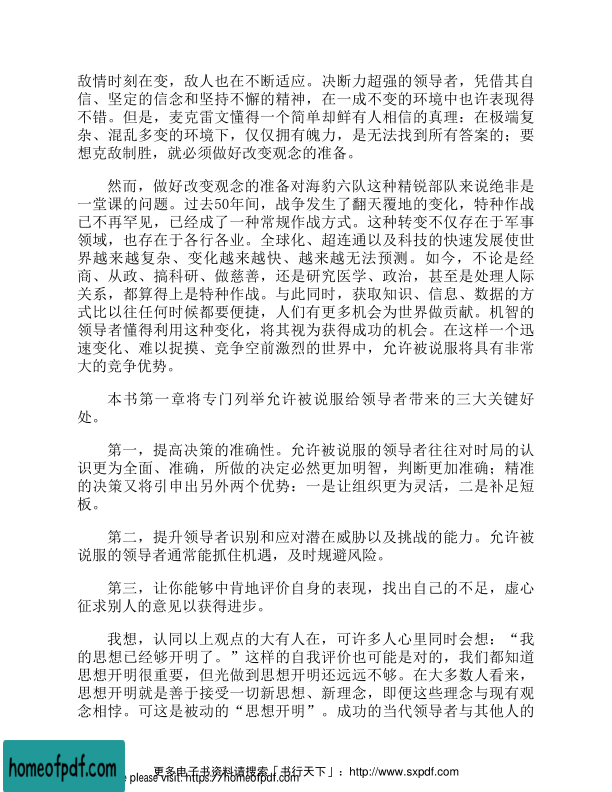 敌情时刻在变，敌人也在不断适应。决断力超强的领导者，凭借其自
信、坚定的信念和坚持不懈的精神，在一成不变的环境中也许表现得
不错。但是，麦克雷文懂得一个简单却鲜有人相信的真理：在极端复
杂、混乱多变的环境下，仅仅拥有魄力，是无法找到所有答案的；要
想克敌制胜，就必须做好改变观念的准备。
然而，做好改变观念的准备对海豹六队这种精锐部队来说绝非是
一堂课的问题。过去50年间，战争发生了翻天覆地的变化，特种作战
已不再罕见，已经成了一种常规作战方式。这种转变不仅存在于军事
领域，也存在于各行各业。全球化、超连通以及科技的快速发展使世
界越来越复杂、变化越来越快、越来越无法预测。如今，不论是经
商、从政、搞科研、做慈善，还是研究医学、政治，甚至是处理人际
关系，都算得上是特种作战。与此同时，获取知识、信息、数据的方
式比以往任何时候都要便捷，人们有更多机会为世界做贡献。机智的
领导者懂得利用这种变化，将其视为获得成功的机会。在这样一个迅
速变化、难以捉摸、竞争空前激烈的世界中，允许被说服将具有非常
大的竞争优势。
本书第一章将专门列举允许被说服给领导者带来的三大关键好
处。
第一，提高决策的准确性。允许被说服的领导者往往对时局的认
识更为全面、准确，所做的决定必然更加明智，判断更加准确；精准
的决策又将引申出另外两个优势：一是让组织更为灵活，二是补足短
板。
第二，提升领导者识别和应对潜在威胁以及挑战的能力。允许被
说服的领导者通常能抓住机遇，及时规避风险。
第三，让你能够中肯地评价自身的表现，找出自己的不足，虚心
征求别人的意见以获得进步。
我想，认同以上观点的大有人在，可许多人心里同时会想：“我
的思想已经够开明了。”这样的自我评价也可能是对的，我们都知道
思想开明很重要，但光做到思想开明还远远不够。在大多数人看来，
思想开明就是善于接受一切新思想、新理念，即便这些理念与现有观
念相悖。可这是被动的“思想开明”。成功的当代领导者与其他人的
homeofpdf.com
更多电子书资料请搜索「书行天下」：http://www.sxpdf.com
please visit: https://homeofpdf.com